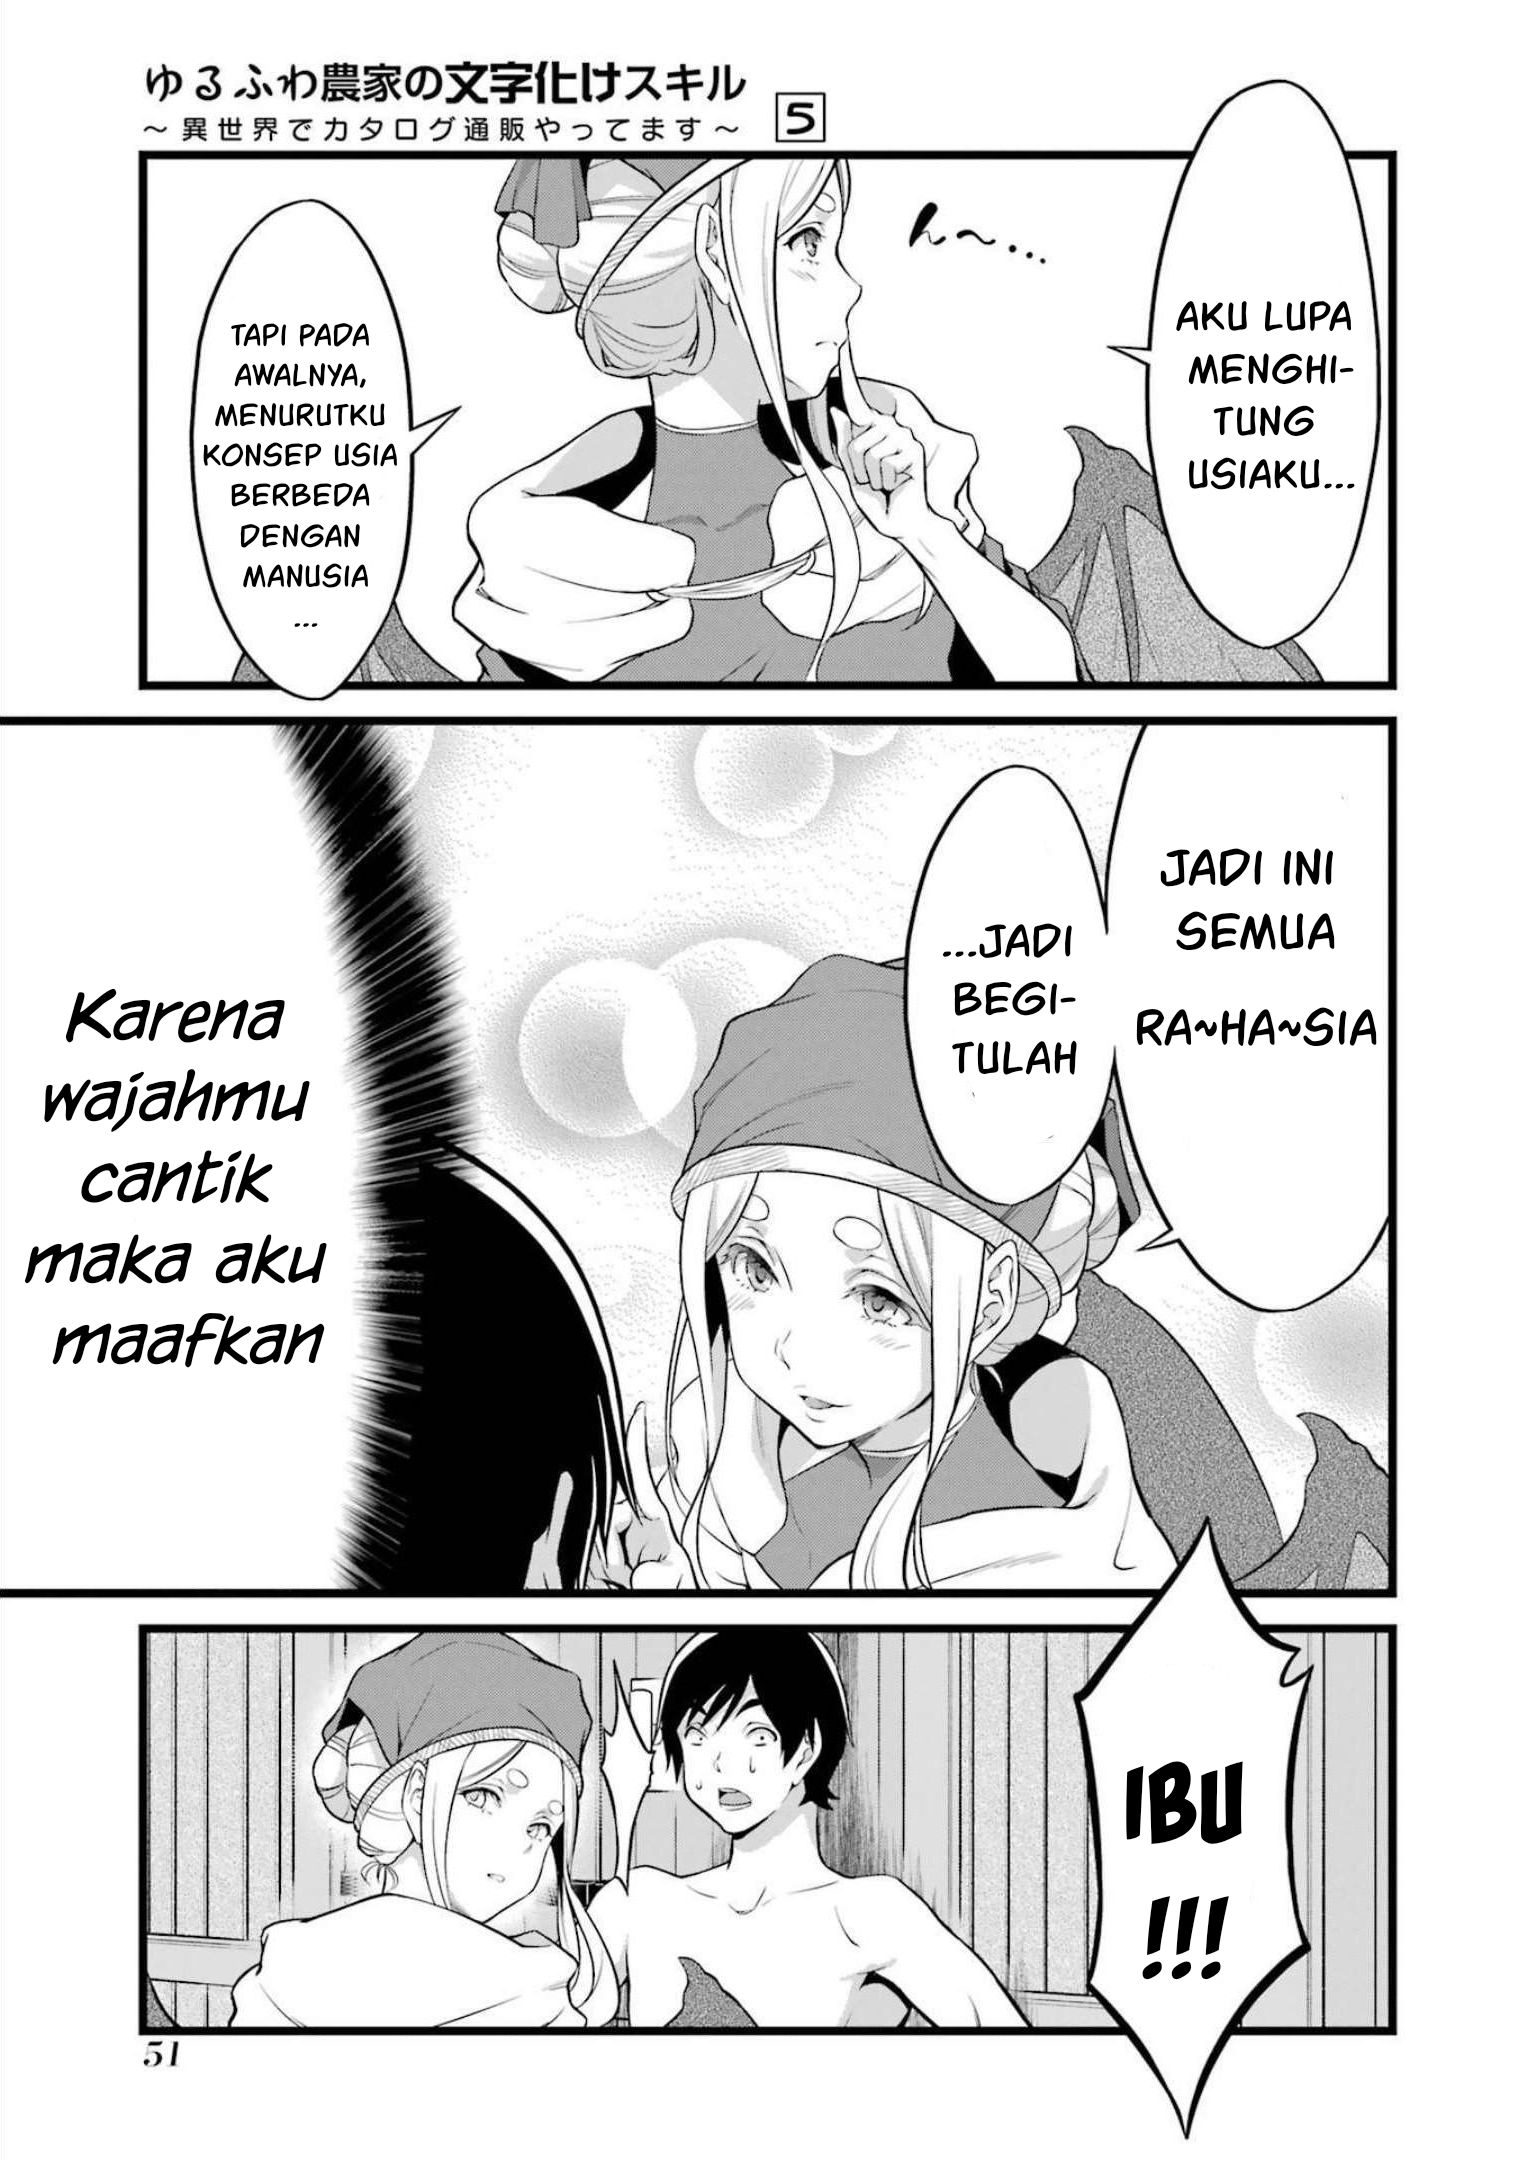 ゆるふわ農家の文字化けスキル
～異世界でカタログ通販やってます～ 5
AKU LUPA
MENGHI-
TUNG
USIAKU...
ん～…
TAPI PADA
AWALNYA,
MENURUTKU
KONSEP USIA
BERBEDA
DENGAN
MANUSIA
...
JADI INI
SEMUA
RA~HA~SIA
...JADI
BEGI-
TULAH
Karena
wajahmu
cantik
maka aku
maafkan
IBU
!!!
51